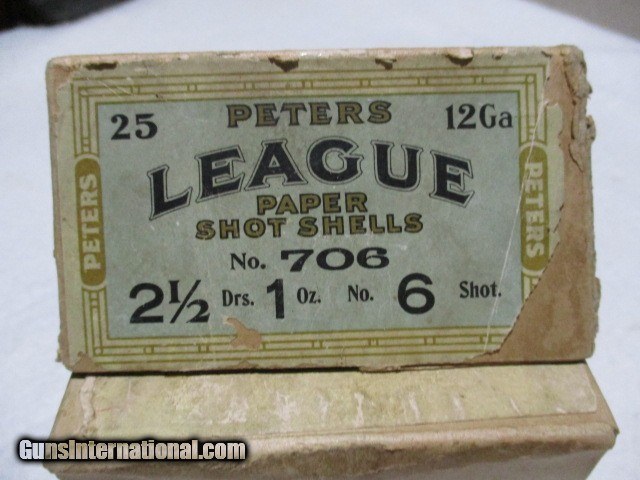 25 PETERS 12Ga
LEAGUE
PAPER
SHOT SHELLS
No. 706
2½ Drs. 1 Oz. No. 6 Shot.
PETERS
PETERS
GunsInternational.com